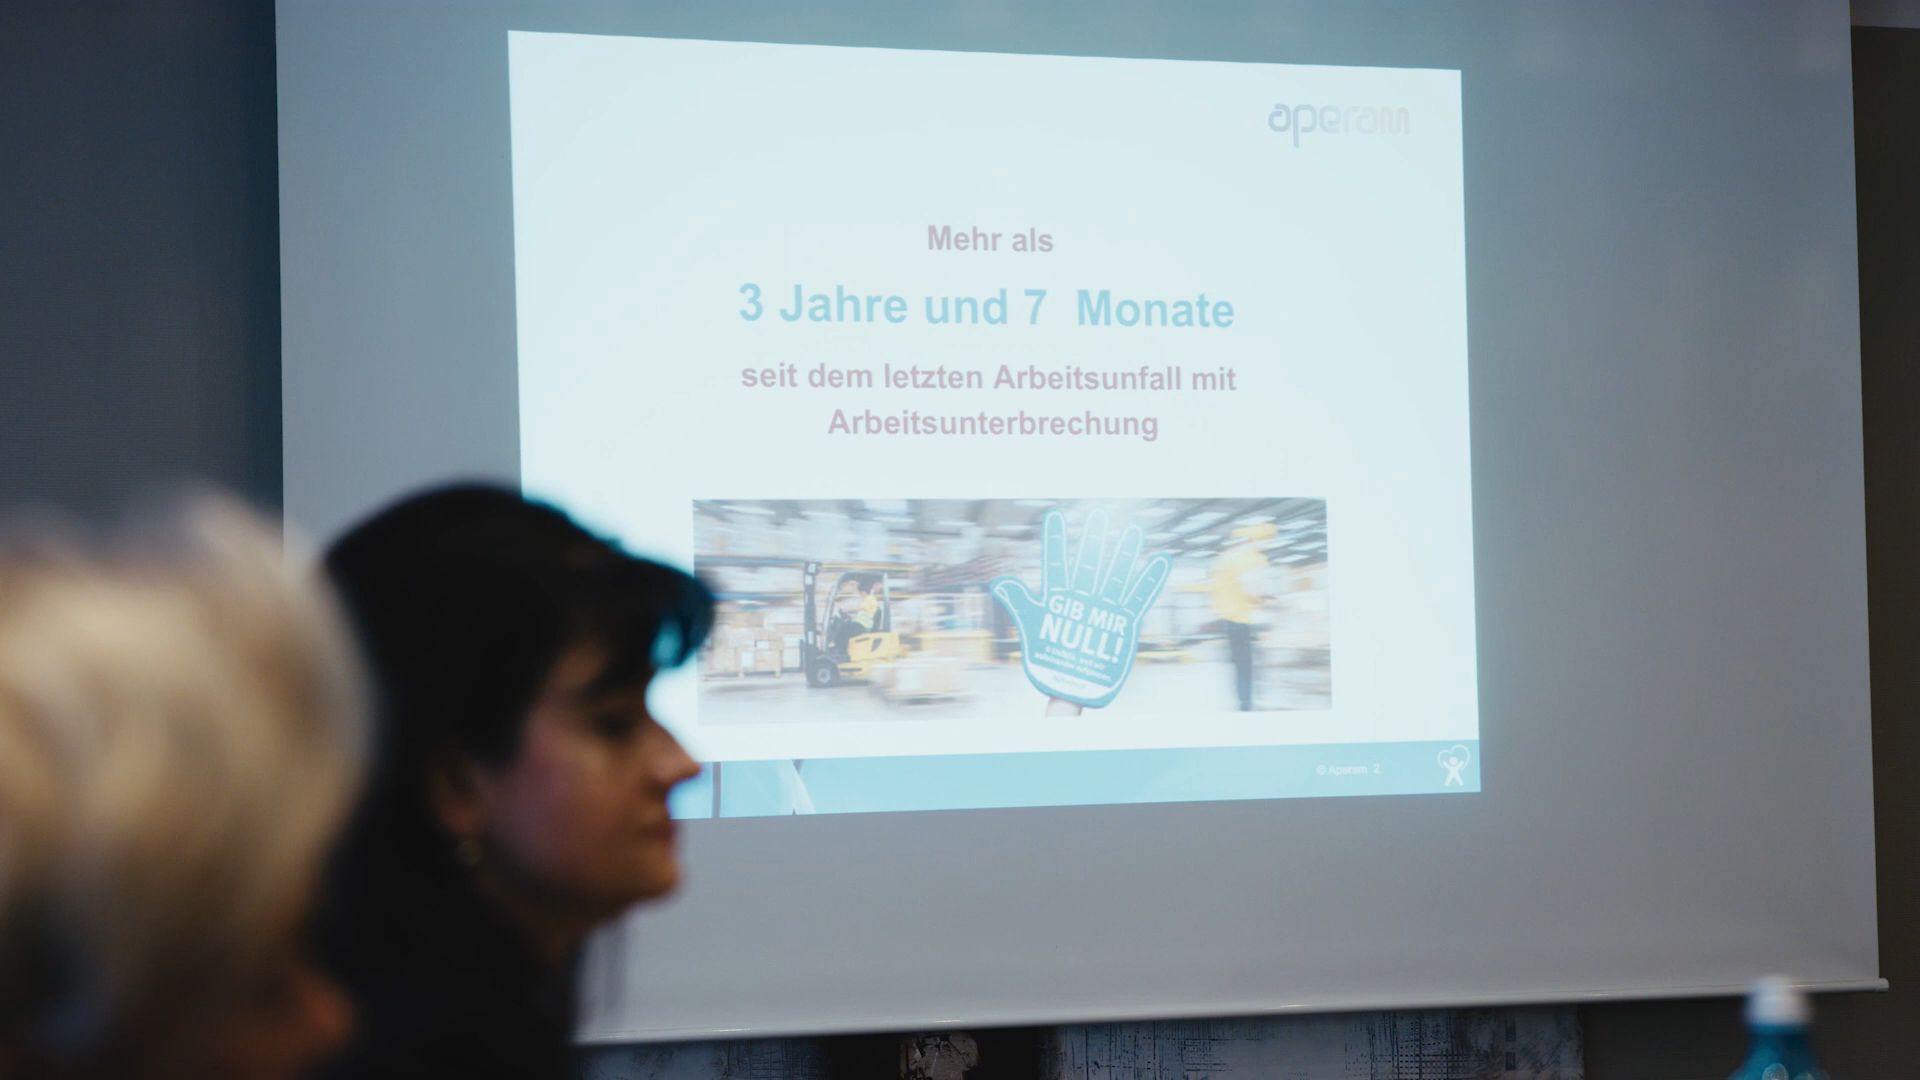 aperam
Mehr als
3 Jahre und 7 Monate
seit dem letzten Arbeitsunfall mit
Arbeitsunterbrechung
GIB MIR
NULL!
© Aperam 2